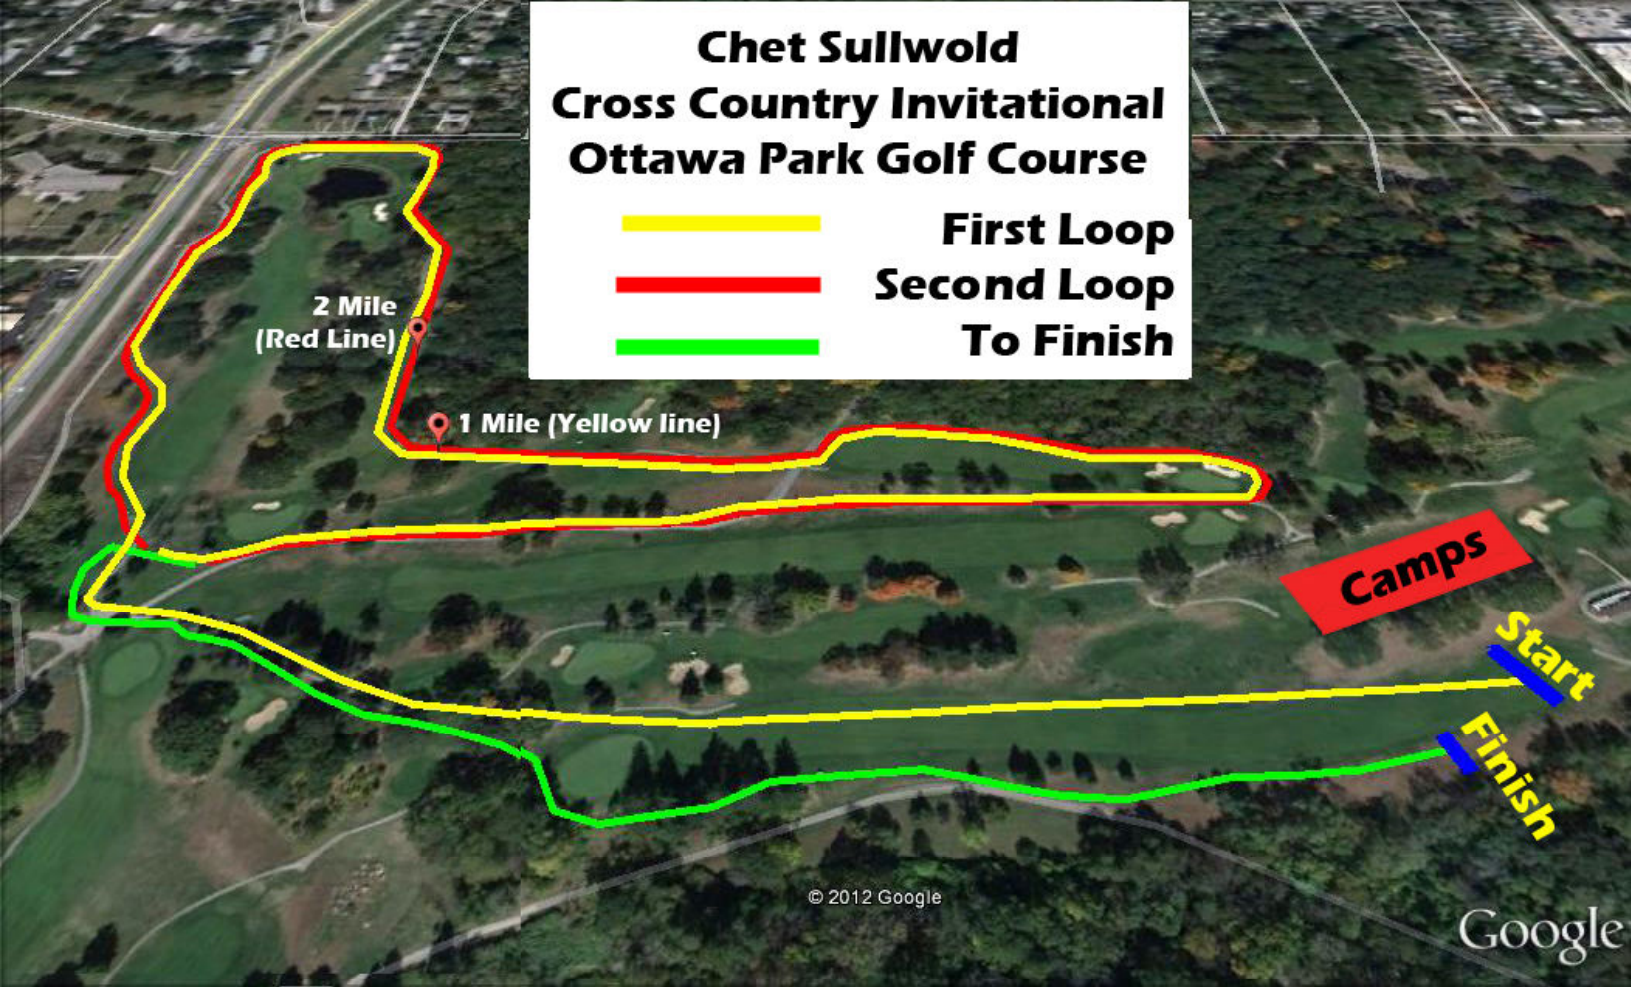 Chet Sullwold
Cross Country Invitational
Ottawa Park Golf Course
First Loop
Second Loop
To Finish
2 Mile
(Red Line)
1 Mile (Yellow line)
Camps
Start
Finish
© 2012 Google
Google